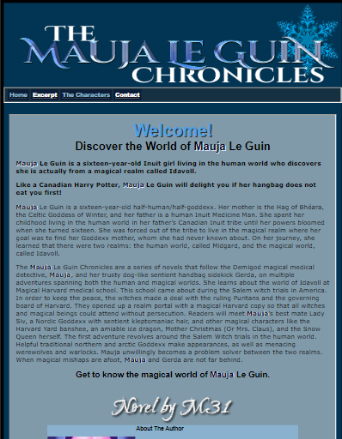 THE
MAUJA LE GUIN
CHRONICLES
Home Excerpt The Characters Contact
Welcome!
Discover the World of Mauja Le Guin
Mauja Le Guin is a sixteen-year-old Inuit girl living in the human world who discovers
she is actually from a magical realm called Idavoll.
Like a Canadian Harry Potter, Mauja Le Guin will delight you if her handbag does not
eat you first!
Mauja Le Guin is a sixteen-year-old half-human/half-goddexx. Her mother is the Hag of Bhéara,
the Celtic Goddexx of Winter, and her father is a human Inuit Medicine Man. She spent her
childhood living in the human world in her father's Canadian Inuit tribe until her powers bloomed
when she turned sixteen. She was forced out of the tribe to live in the magical realm where her
goal was to find her Goddexx mother, whom she had never known about. On her journey, she
learned that there were two realms: the human world, called Midgard, and the magical world,
called Idavoll.
The Mauja Le Guin Chronicles are a series of novels that follow the Demigod magical medical
detective, Mauja, and her trusty dog-like sentient handbag sidekick Gerda, on multiple
adventures spanning both the human and magical worlds. She learns about the world of Idavoll at
Magical Harvard medical school. This school came about during the Salem witch trials in America.
In order to keep the peace, the witches made a deal with the ruling Puritans and the governing
board of Harvard. They opened up a realm portal with a magical Harvard copy so that all witches
and magical beings could attend without persecution. Readers will meet Mauja's best mate Lady
Siv, a Nordic Goddexx with sentient kleptomaniac hair, and other magical characters like the
Harvard Yard banshees, an amiable ice dragon, Mother Christmas (Or Mrs. Claus), and the Snow
Queen herself. The first adventure revolves around the Salem Witch trials in the human world.
Helpful traditional northern and arctic Goddexx make appearances, as well as menacing
werewolves and warlocks. Mauja unwillingly becomes a problem solver between the two realms.
When magical mishaps are afoot, Mauja and Gerda are not far behind.
Get to know the magical world of Mauja Le Guin.
Novel by M31
About The Author